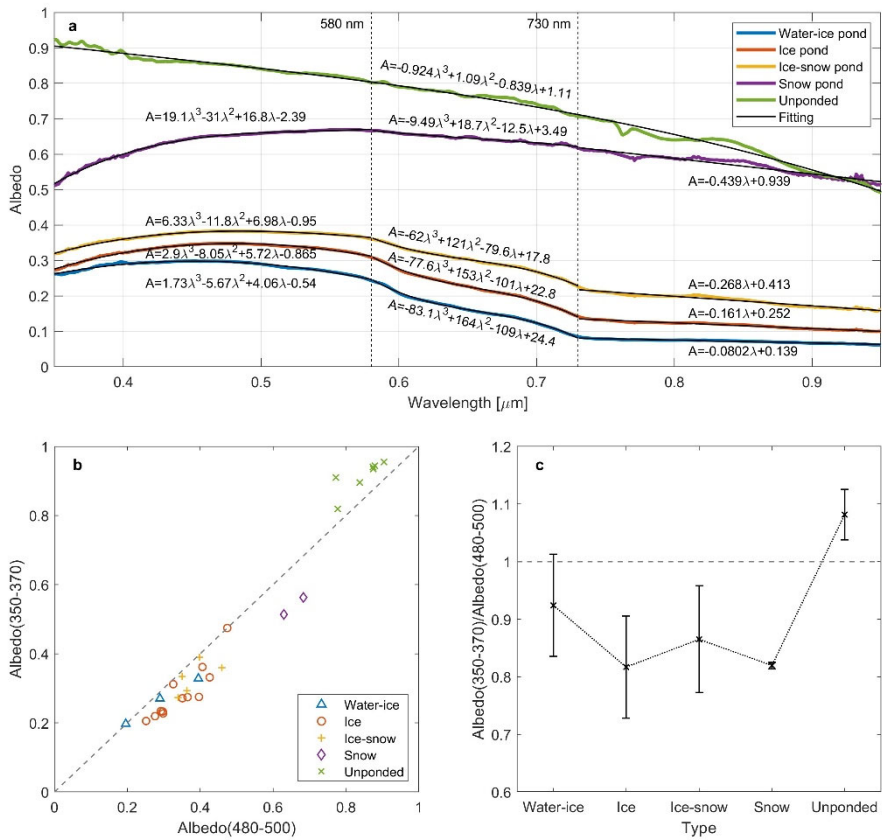 a
580 nm
730 nm
Water-ice pond
Ice pond
Ice-snow pond
Snow pond
Unponded
Fitting
A=-0.924λ³+1.09λ²-0.839λ+1.11
A=19.1λ³-31λ²+16.8λ-2.39
A=-9.49λ³+18.7λ²-12.5λ+3.49
A=-0.439λ+0.939
A=6.33λ³-11.8λ²+6.98λ-0.95
A=-62λ³+121λ²-79.6λ+17.8
A=2.9λ³-8.05λ²+5.72λ-0.865
A=-77.6λ³+153λ²-101λ+22.8
A=-0.268λ+0.413
A=1.73λ³-5.67λ²+4.06λ-0.54
A=-83.1λ³+164λ²-109λ+24.4
A=-0.161λ+0.252
A=-0.0802λ+0.139
1
0.9
0.8
0.7
0.6
0.5
0.4
0.3
0.2
0.1
0
Albedo
0.4 0.5 0.6 0.7 0.8 0.9
Wavelength [μm]
b
1
0.8
0.6
0.4
0.2
0
Albedo(350-370)
Water-ice
Ice
Ice-snow
Snow
Unponded
0 0.2 0.4 0.6 0.8 1
Albedo(480-500)
c
1.2
1.1
1
0.9
0.8
0.7
0.6
Albedo(350-370)/Albedo(480-500)
Water-ice Ice Ice-snow Snow Unponded
Type